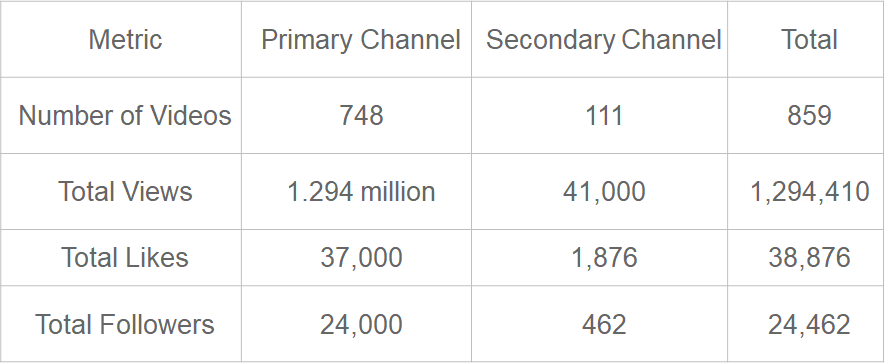 Metric Primary Channel Secondary Channel Total
Number of Videos 748 111 859
Total Views 1.294 million 41,000 1,294,410
Total Likes 37,000 1,876 38,876
Total Followers 24,000 462 24,462